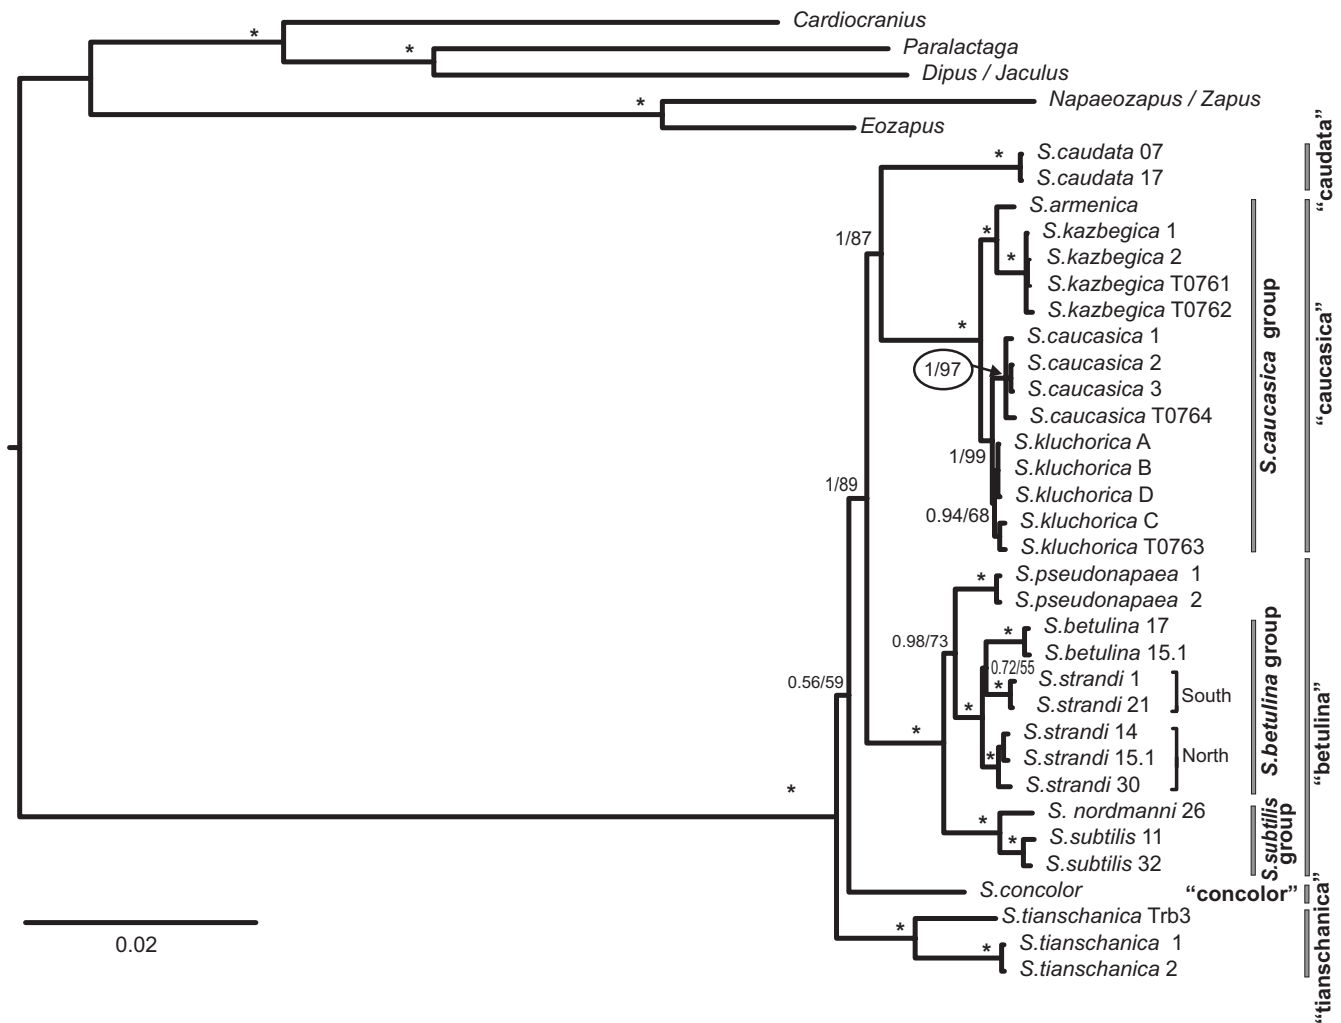 *
Cardiocranius
*
Paralactaga
Dipus / Jaculus
*
Napaeozapus / Zapus
Eozapus
*
S.caudata 07
S.caudata 17
“caudata”
1/87
*
S.armenica
*
S.kazbegica 1
S.kazbegica 2
S.kazbegica T0761
S.kazbegica T0762
*
S.caucasica 1
1/97
S.caucasica 2
S.caucasica 3
S.caucasica T0764
1/99
S.kluchorica A
S.kluchorica B
S.kluchorica D
0.94/68
S.kluchorica C
S.kluchorica T0763
S.caucasica group
“caucasica”
1/89
*
S.pseudonapaea 1
S.pseudonapaea 2
0.98/73
*
S.betulina 17
S.betulina 15.1
0.72/55
*
S.strandi 1
S.strandi 21
South
*
*
*
S.strandi 14
S.strandi 15.1
S.strandi 30
North
S.betulina group
“betulina”
0.56/59
*
S. nordmanni 26
*
S.subtilis 11
S.subtilis 32
S.subtilis
group
*
S.concolor
“concolor”
*
S.tianschanica Trb3
*
S.tianschanica 1
S.tianschanica 2
“tianschanica”
0.02